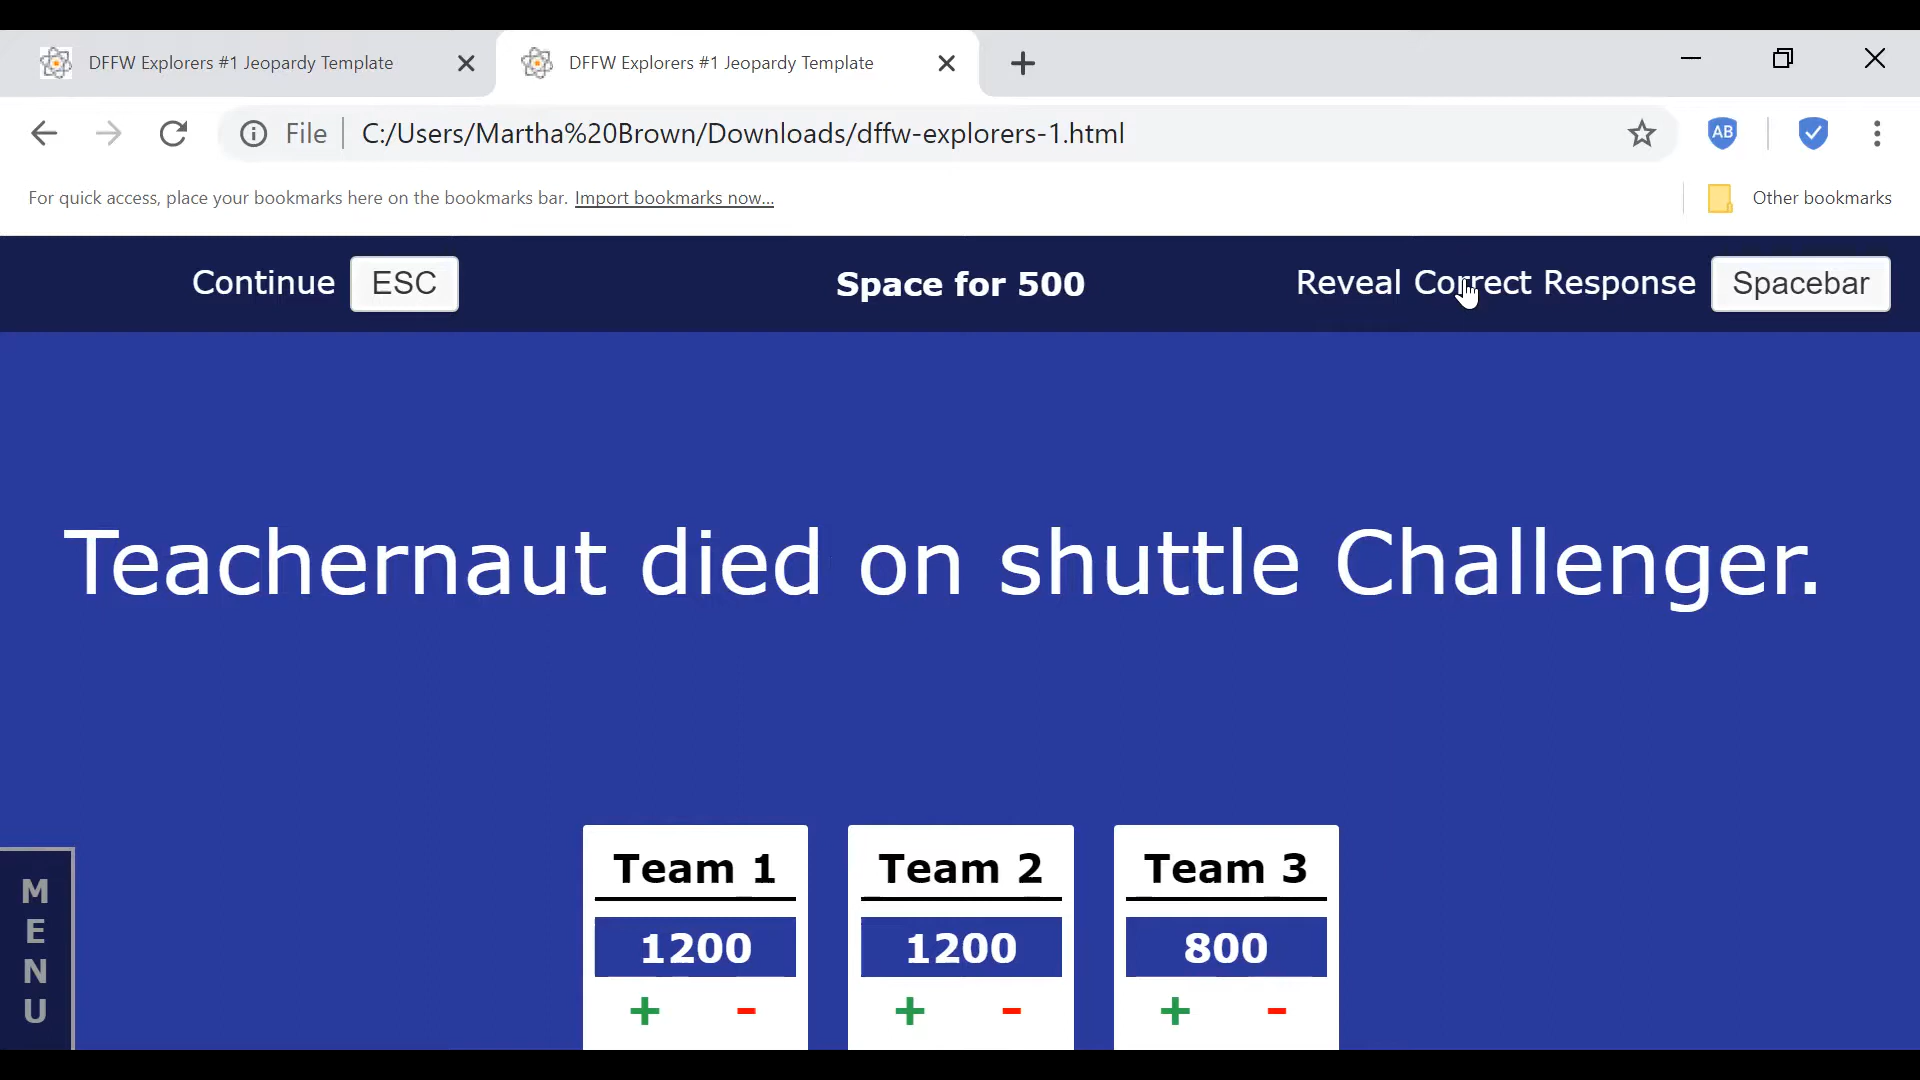 DFFW Explorers #1 Jeopardy Template
DFFW Explorers #1 Jeopardy Template
File
C:/Users/Martha%20Brown/Downloads/dffw-explorers-1.html
AB
For quick access, place your bookmarks here on the bookmarks bar. Import bookmarks now...
Other bookmarks
Continue ESC
Space for 500
Reveal Correct Response Spacebar
Teachernaut died on shuttle Challenger.
MENU
Team 1
Team 2
Team 3
1200
1200
800
+ -
+ -
+ -